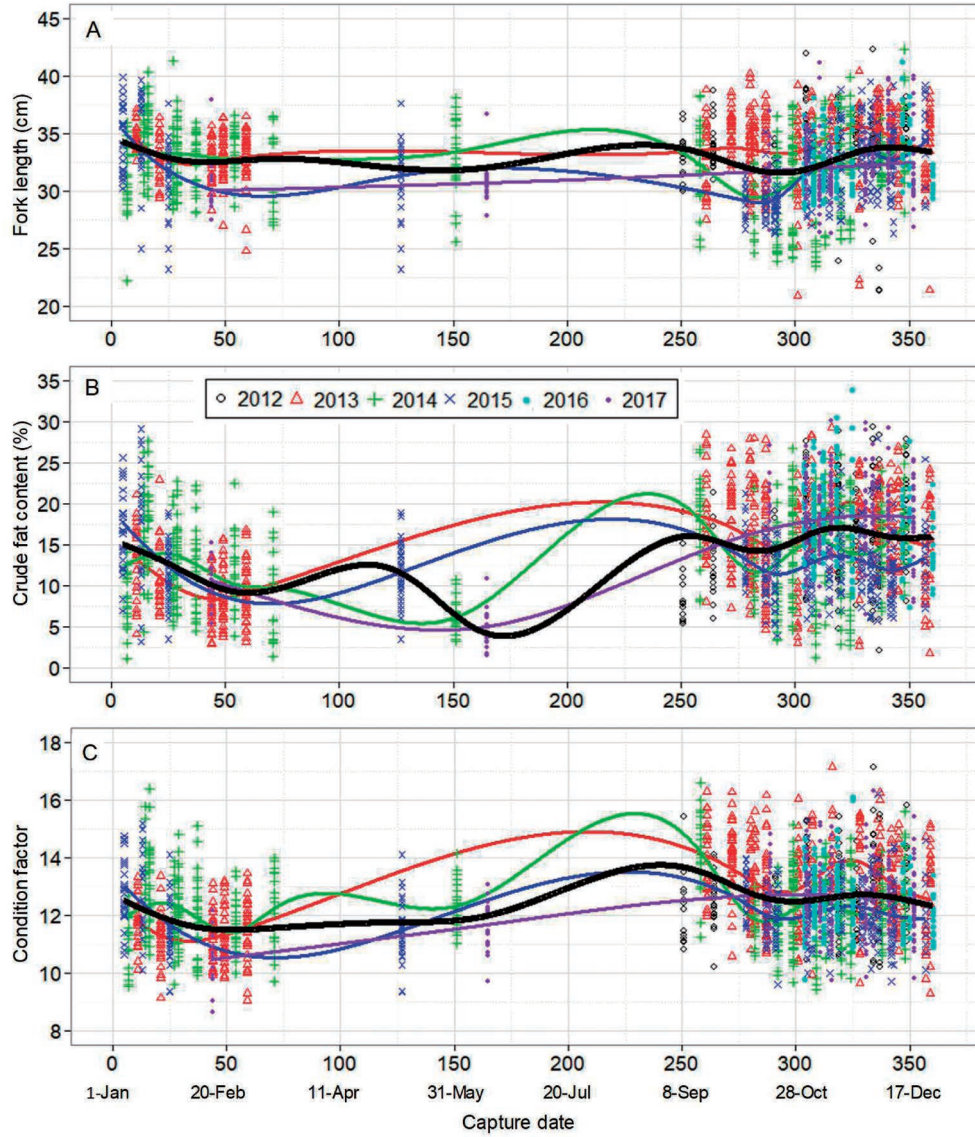 A
Fork length (cm)
45
40
35
30
25
20
0 50 100 150 200 250 300 350
B
2012 2013 2014 2015 2016 2017
Crude fat content (%)
35
30
25
20
15
10
5
0
0 50 100 150 200 250 300 350
C
Condition factor
18
16
14
12
10
8
0 50 100 150 200 250 300 350
1-Jan 20-Feb 11-Apr 31-May 20-Jul 8-Sep 28-Oct 17-Dec
Capture date